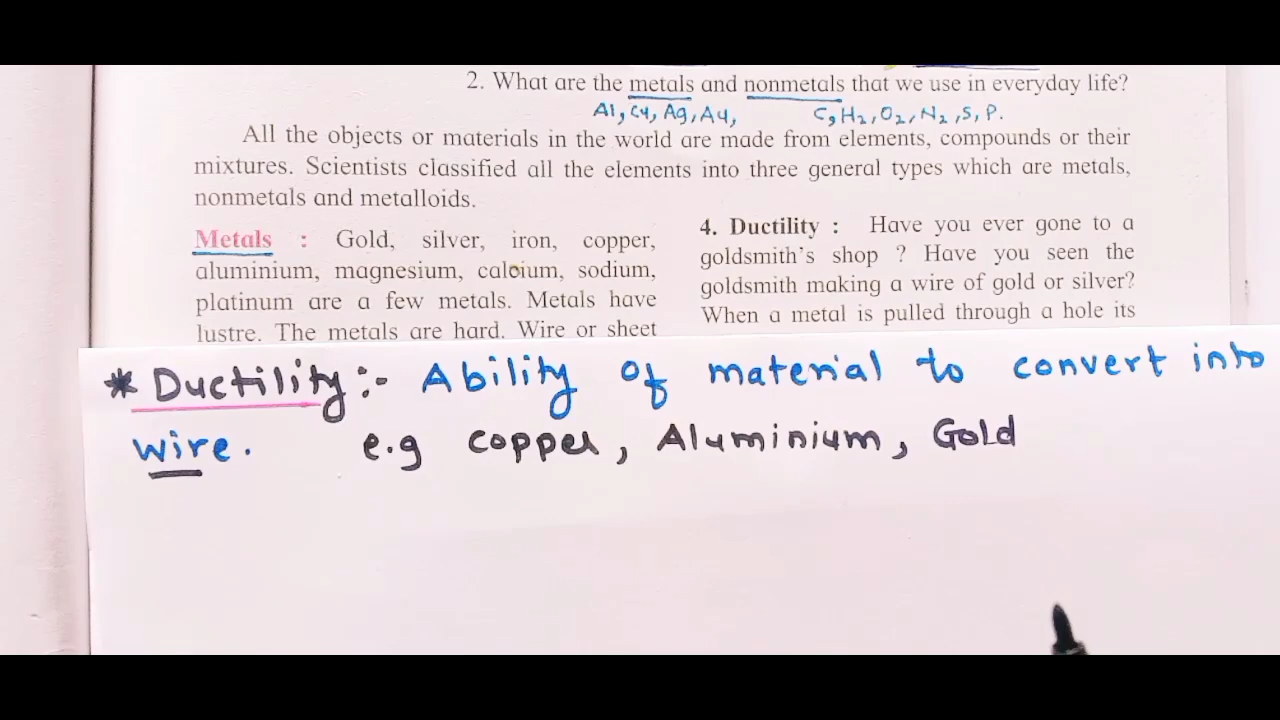 2. What are the metals and nonmetals that we use in everyday life?
Al, Cu, Ag, Au, C, H2, O2, N2, S, P.
All the objects or materials in the world are made from elements, compounds or their
mixtures. Scientists classified all the elements into three general types which are metals,
nonmetals and metalloids.
Metals : Gold, silver, iron, copper,
aluminium, magnesium, calcium, sodium,
platinum are a few metals. Metals have
lustre. The metals are hard. Wire or sheet
4. Ductility : Have you ever gone to a
goldsmith's shop ? Have you seen the
goldsmith making a wire of gold or silver?
When a metal is pulled through a hole its
* Ductility :- Ability of material to convert into
wire. e.g copper, Aluminium, Gold